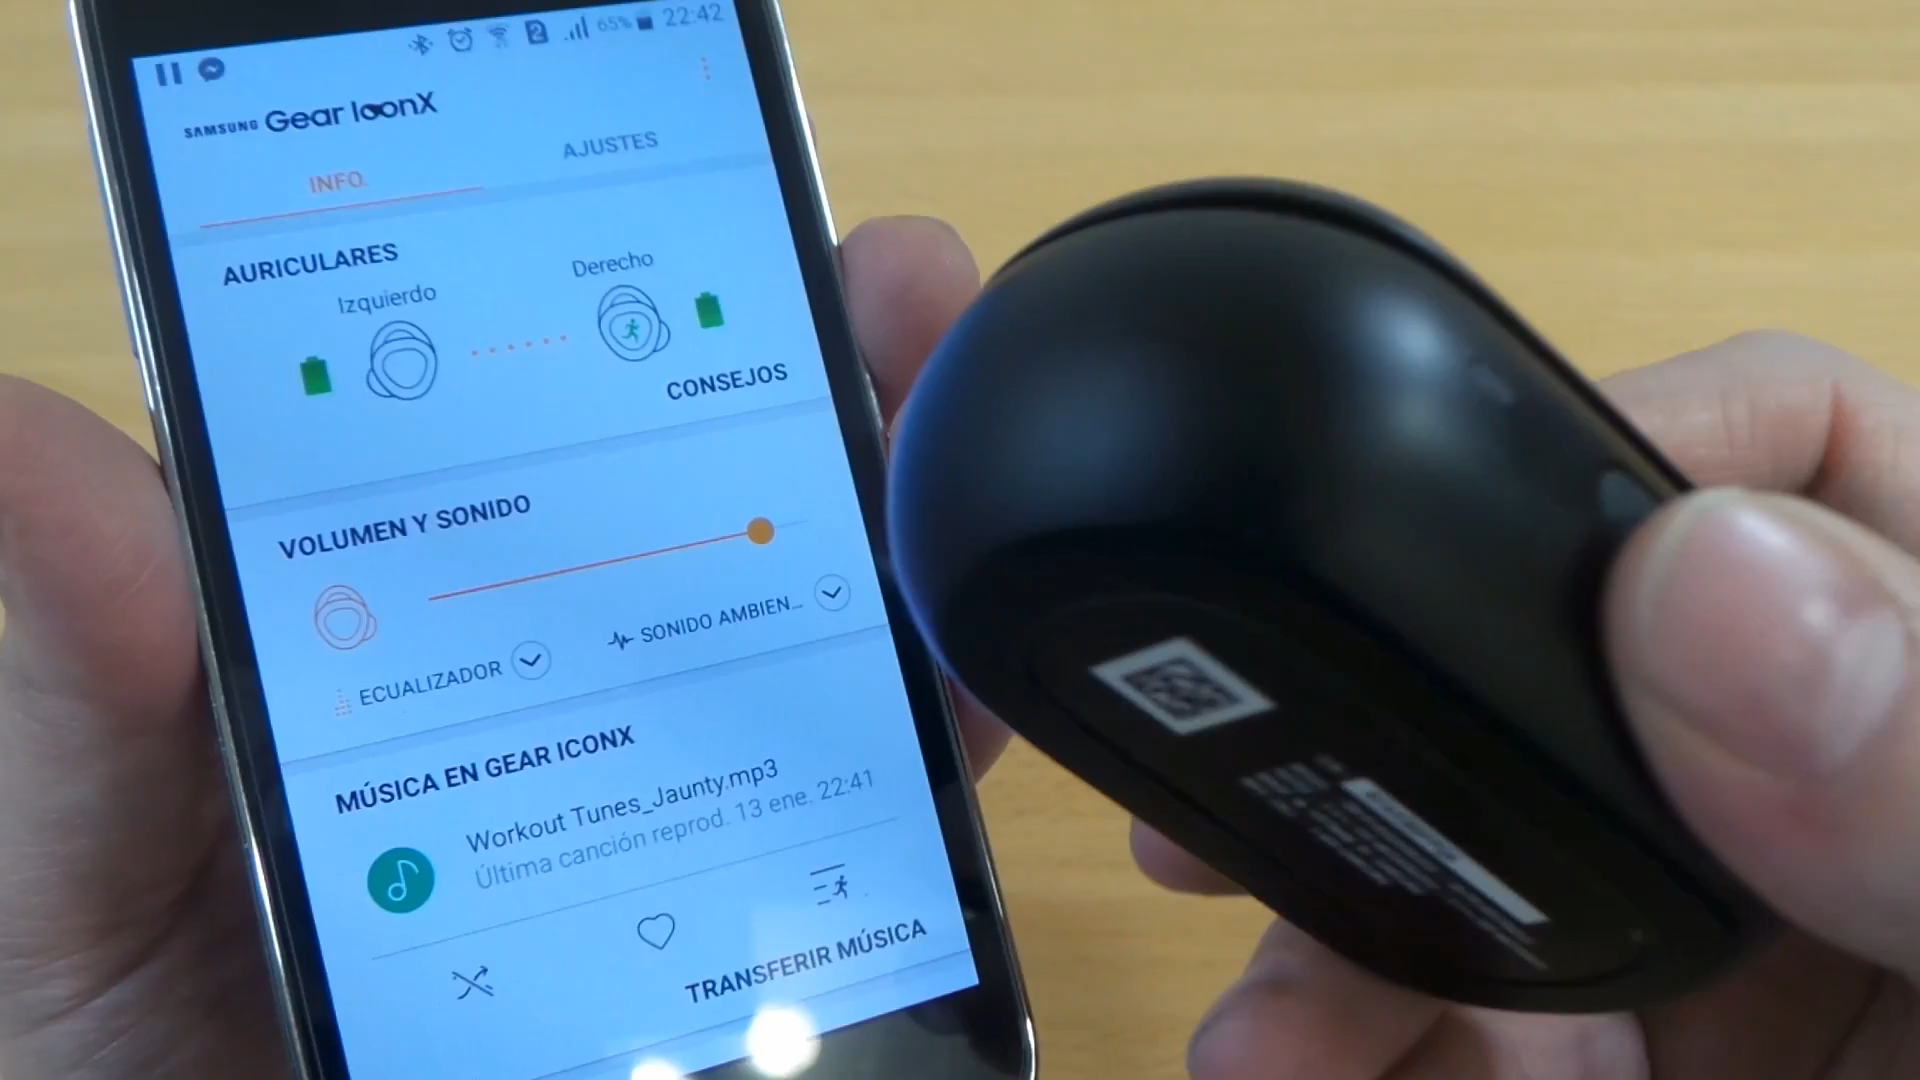 65% 22:42
SAMSUNG Gear IconX
INFO. AJUSTES
AURICULARES
Izquierdo Derecho
CONSEJOS
VOLUMEN Y SONIDO
ECUALIZADOR SONIDO AMBIEN...
MÚSICA EN GEAR ICONX
Workout Tunes_Jaunty.mp3
Última canción reprod. 13 ene. 22:41
TRANSFERIR MÚSICA